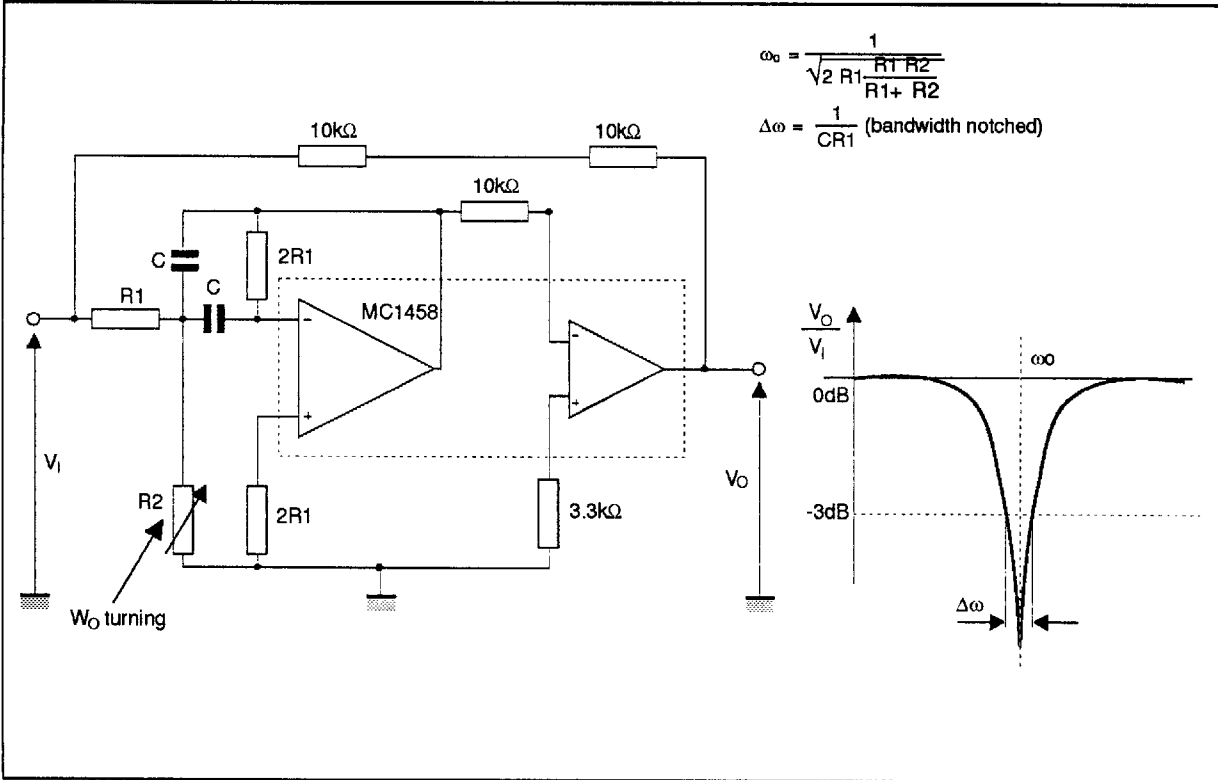 ω₀ = 1 / √2 R1 R1 R2 / R1+ R2
Δω = 1 / CR1 (bandwidth notched)
10kΩ
10kΩ
10kΩ
C
2R1
C
R1
MC1458
−
+
-
+
VI
R2
2R1
3.3kΩ
VO
WO turning
VO
VI
ω0
0dB
-3dB
Δω